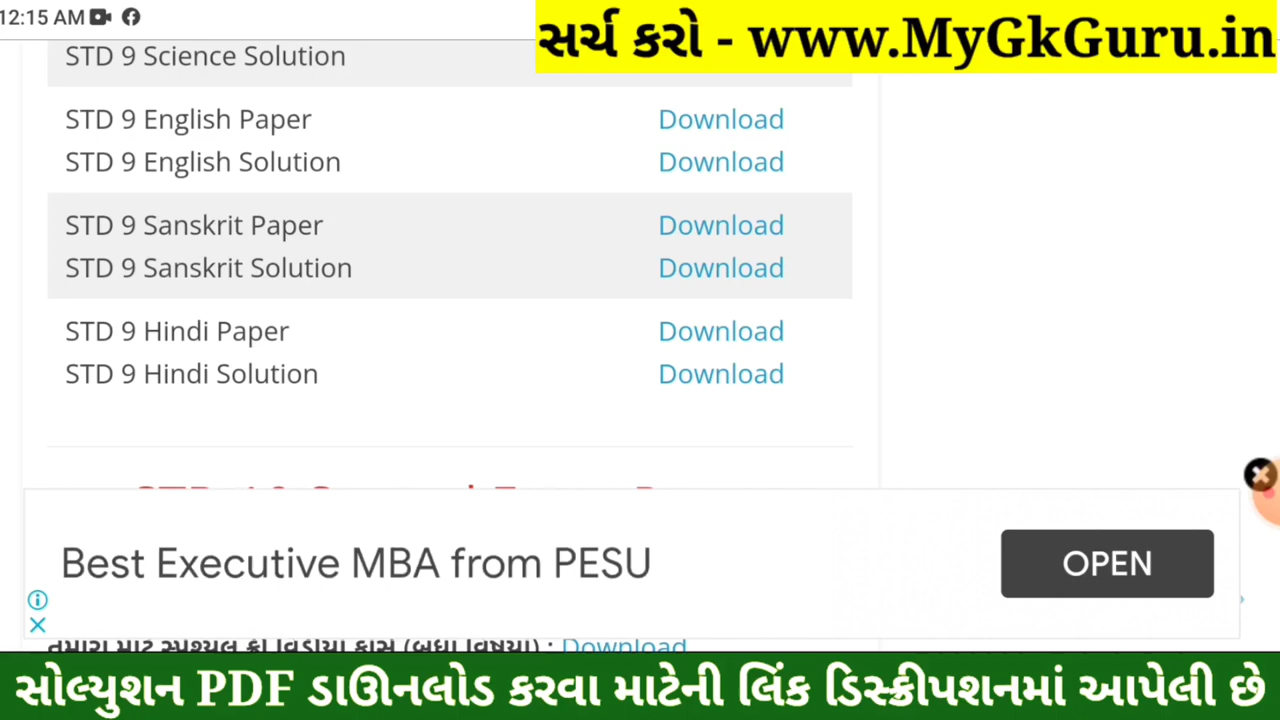 12:15 AM
સર્ચ કરો - www.MyGkGuru.in
STD 9 Science Solution
STD 9 English Paper Download
STD 9 English Solution Download
STD 9 Sanskrit Paper Download
STD 9 Sanskrit Solution Download
STD 9 Hindi Paper Download
STD 9 Hindi Solution Download
Best Executive MBA from PESU
OPEN
Download
સોલ્યુશન PDF ડાઊનલોડ કરવા માટેની લિંક ડિસ્ક્રીપશનમાં આપેલી છે